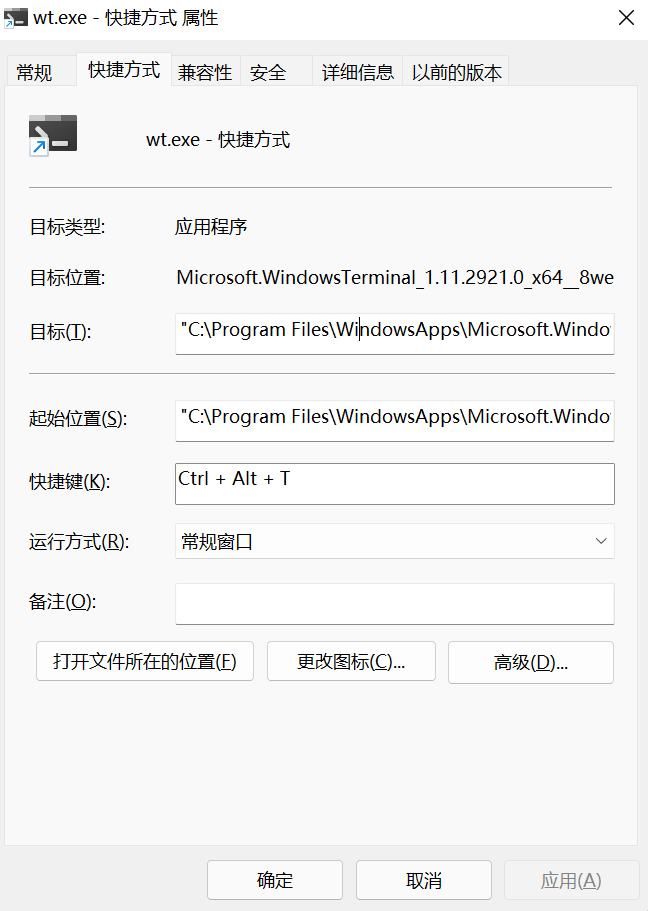 wt.exe - 快捷方式 属性
常规 快捷方式 兼容性 安全 详细信息 以前的版本
wt.exe - 快捷方式
目标类型: 应用程序
目标位置: Microsoft.WindowsTerminal_1.11.2921.0_x64__8we
目标(T): "C:\Program Files\WindowsApps\Microsoft.Windo
起始位置(S): "C:\Program Files\WindowsApps\Microsoft.Windo
快捷键(K): Ctrl + Alt + T
运行方式(R): 常规窗口
备注(O):
打开文件所在的位置(F) 更改图标(C)... 高级(D)...
确定 取消 应用(A)